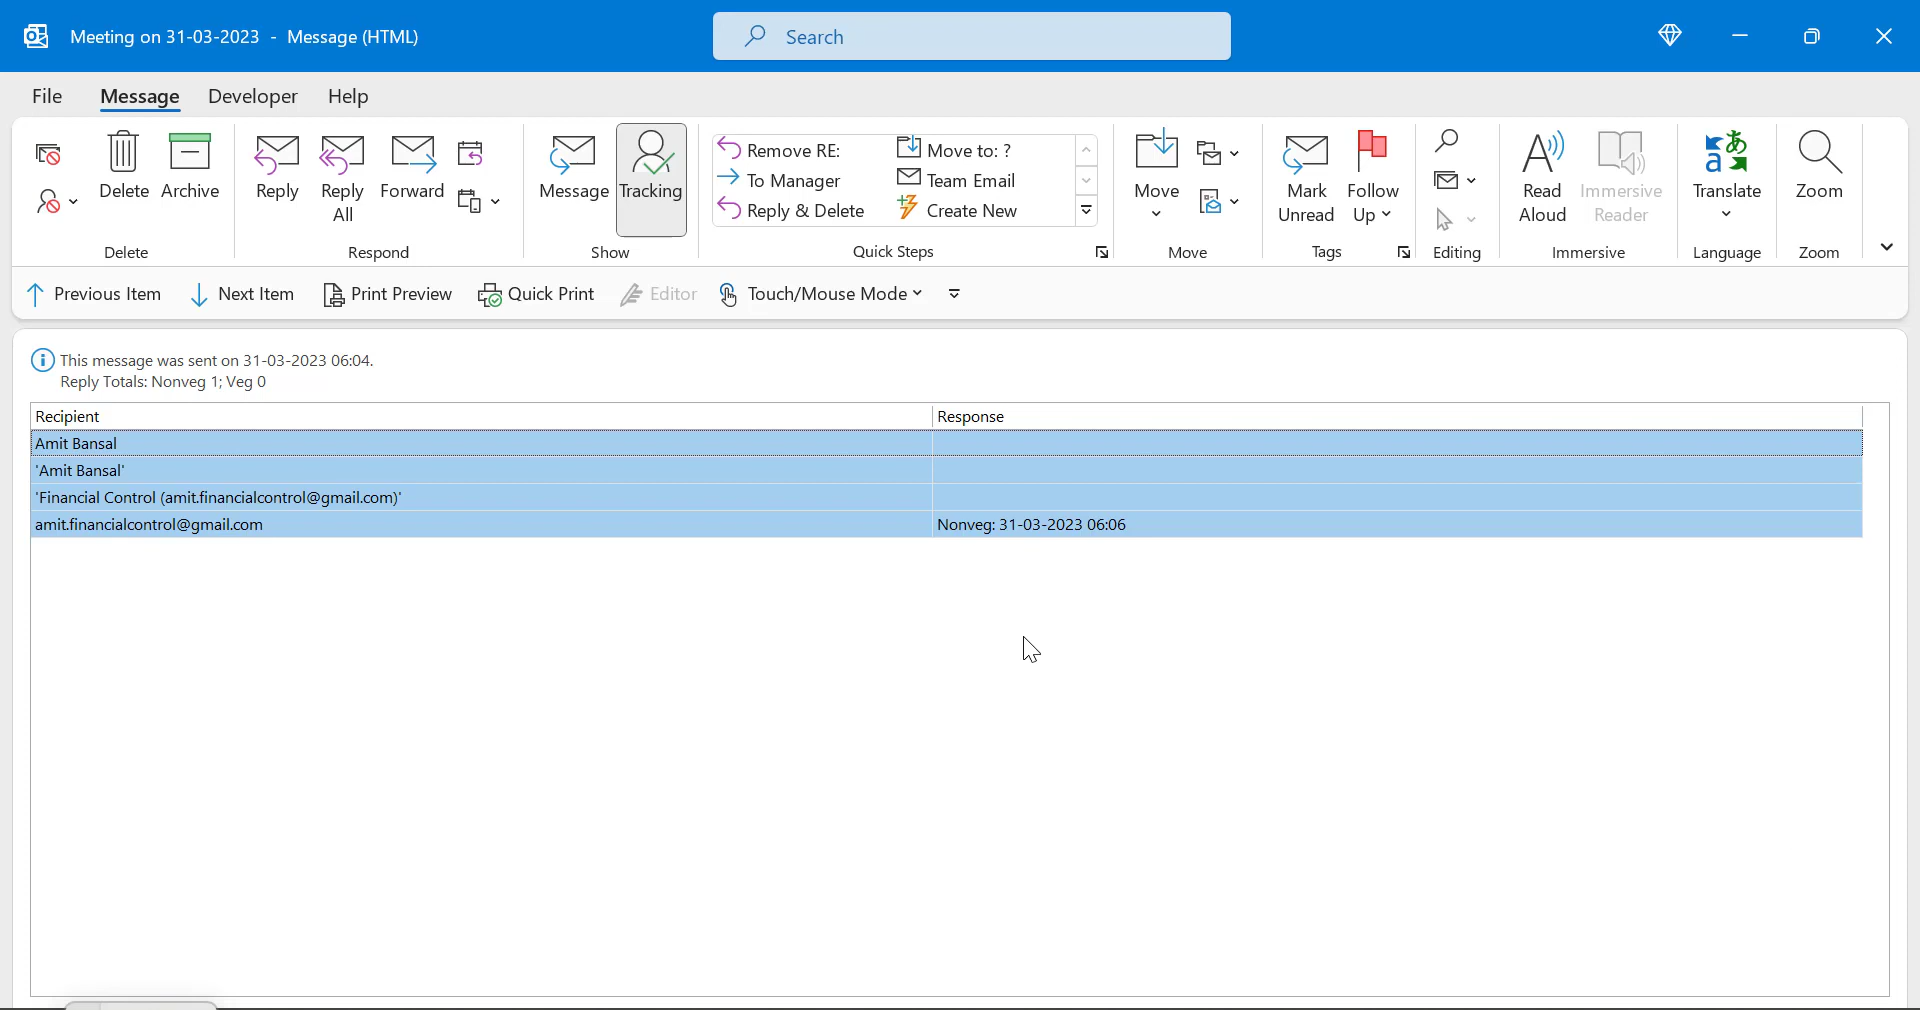 Meeting on 31-03-2023 - Message (HTML)
Search
File Message Developer Help
Delete Archive Reply Reply All Forward Message Tracking
Remove RE: Move to: ?
To Manager Team Email
Reply & Delete Create New
Move Mark Unread Follow Up Read Aloud Immersive Reader Translate Zoom
Delete Respond Show Quick Steps Move Tags Editing Immersive Language Zoom
Previous Item Next Item Print Preview Quick Print Editor Touch/Mouse Mode
This message was sent on 31-03-2023 06:04.
Reply Totals: Nonveg 1; Veg 0
Recipient Response
Amit Bansal
'Amit Bansal'
'Financial Control (amit.financialcontrol@gmail.com)'
amit.financialcontrol@gmail.com Nonveg: 31-03-2023 06:06